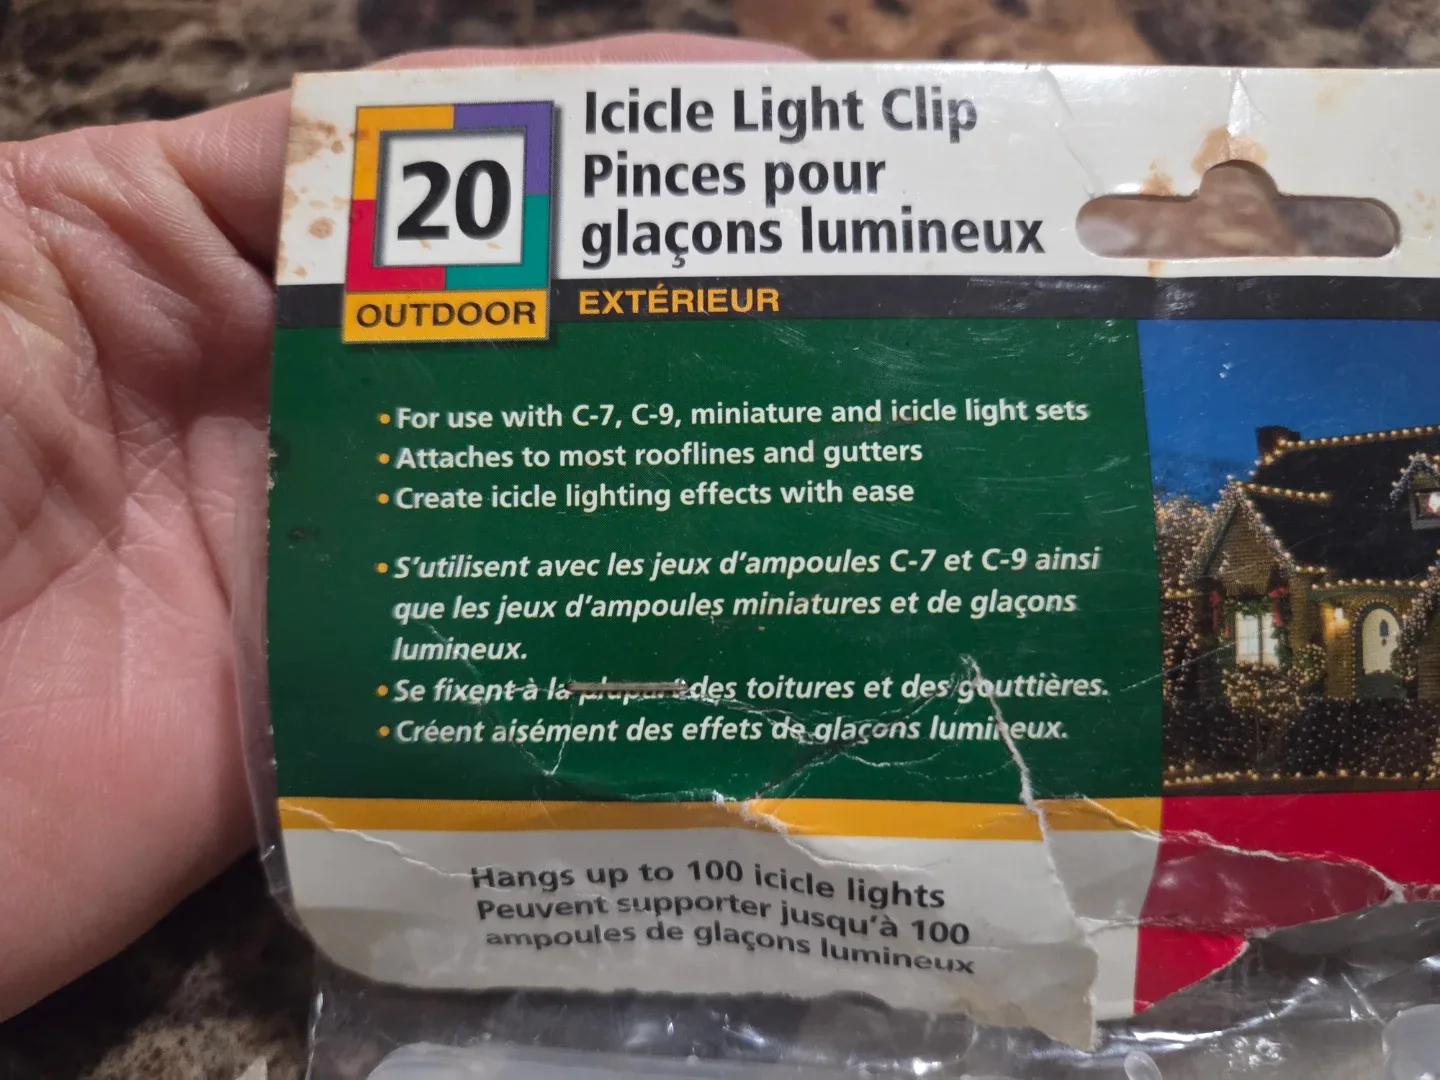 20
OUTDOOR
Icicle Light Clip
Pinces pour
glaçons lumineux
EXTÉRIEUR
• For use with C-7, C-9, miniature and icicle light sets
• Attaches to most rooflines and gutters
• Create icicle lighting effects with ease
• S'utilisent avec les jeux d'ampoules C-7 et C-9 ainsi
que les jeux d'ampoules miniatures et de glaçons
lumineux.
• Se fixent à la plupart des toitures et des gouttières.
• Créent aisément des effets de glaçons lumineux.
Hangs up to 100 icicle lights
Peuvent supporter jusqu'à 100
ampoules de glaçons lumineux